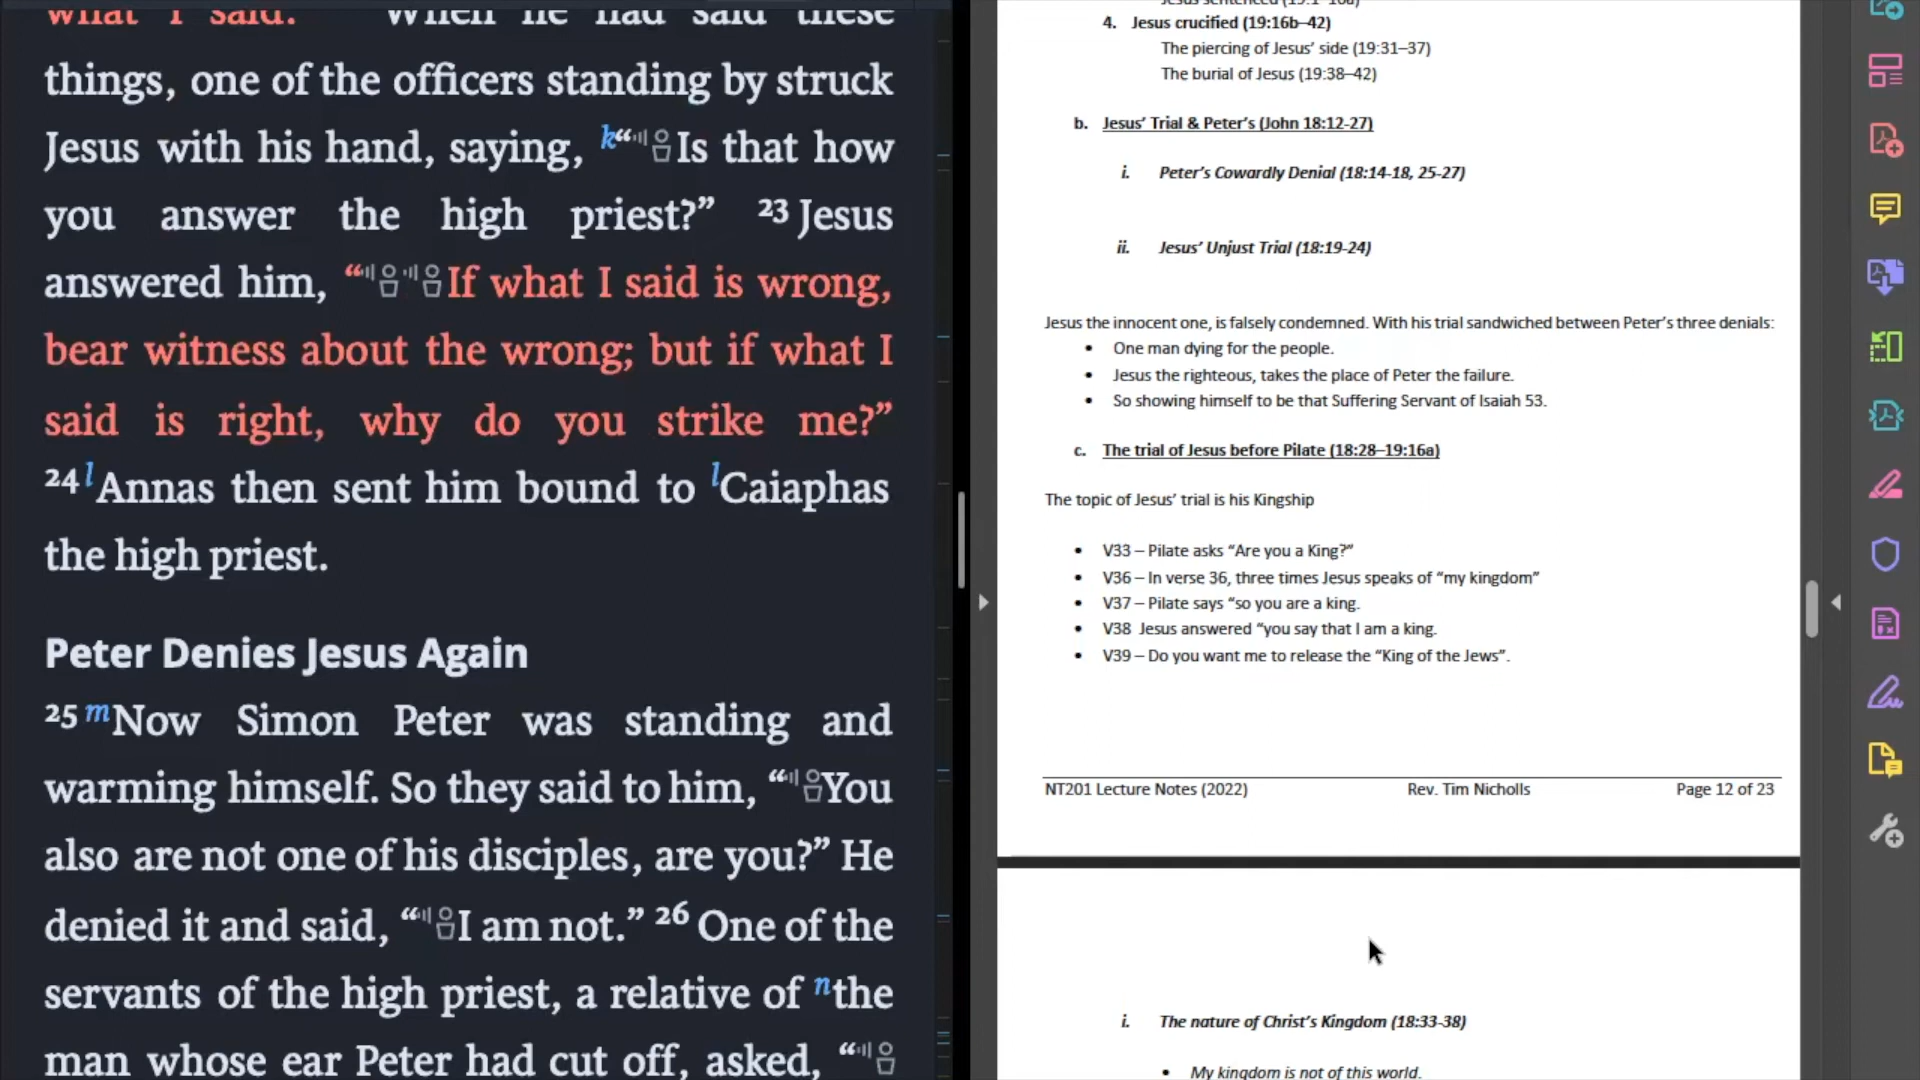 what I said." When he had said these
things, one of the officers standing by struck
Jesus with his hand, saying, k“Is that how
you answer the high priest?” 23 Jesus
answered him, “If what I said is wrong,
bear witness about the wrong; but if what I
said is right, why do you strike me?”
24 l Annas then sent him bound to l Caiaphas
the high priest.
Peter Denies Jesus Again
25 m Now Simon Peter was standing and
warming himself. So they said to him, “You
also are not one of his disciples, are you?” He
denied it and said, “I am not.” 26 One of the
servants of the high priest, a relative of n the
man whose ear Peter had cut off, asked, “
Jesus sentenced (19:1–16a)
4. Jesus crucified (19:16b–42)
The piercing of Jesus’ side (19:31–37)
The burial of Jesus (19:38–42)
b. Jesus’ Trial & Peter’s (John 18:12-27)
i. Peter’s Cowardly Denial (18:14-18, 25-27)
ii. Jesus’ Unjust Trial (18:19-24)
Jesus the innocent one, is falsely condemned. With his trial sandwiched between Peter’s three denials:
• One man dying for the people.
• Jesus the righteous, takes the place of Peter the failure.
• So showing himself to be that Suffering Servant of Isaiah 53.
c. The trial of Jesus before Pilate (18:28–19:16a)
The topic of Jesus’ trial is his Kingship
• V33 – Pilate asks “Are you a King?”
• V36 – In verse 36, three times Jesus speaks of “my kingdom”
• V37 – Pilate says “so you are a king.
• V38 Jesus answered “you say that I am a king.
• V39 – Do you want me to release the “King of the Jews”.
NT201 Lecture Notes (2022) Rev. Tim Nicholls Page 12 of 23
i. The nature of Christ’s Kingdom (18:33-38)
• My kingdom is not of this world.